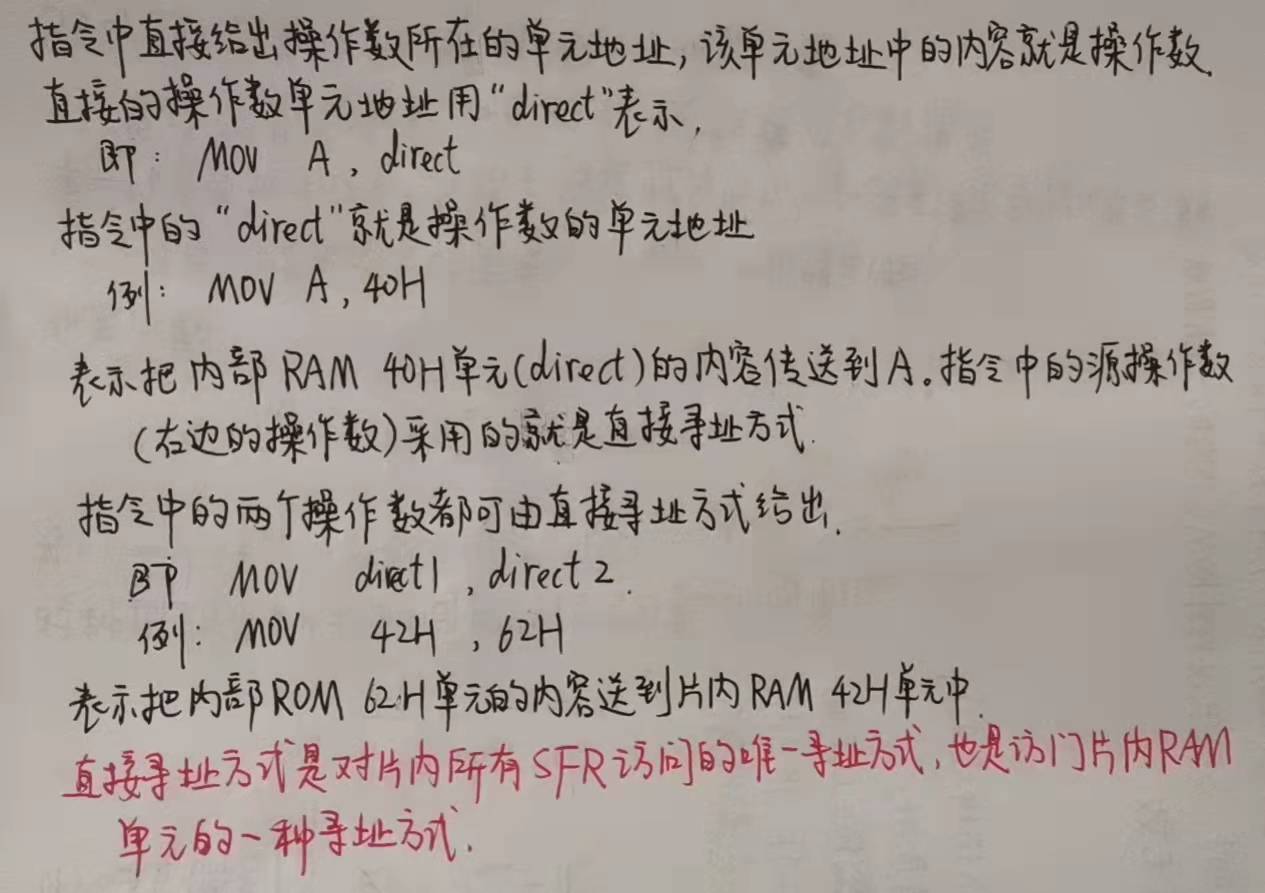 指令中直接给出操作数所在的单元地址,该单元地址中的内容就是操作数.
直接的操作数单元地址用“direct”表示,
即: MOV A, direct
指令中的“direct”就是操作数的单元地址
例: MOV A, 40H
表示把内部RAM 40H单元(direct)的内容传送到A。指令中的源操作数
(右边的操作数)采用的就是直接寻址方式.
指令中的两个操作数都可由直接寻址方式给出.
即 MOV direct1, direct2.
例: MOV 42H, 62H
表示把内部ROM 62H单元的内容送到片内RAM 42H单元中.
直接寻址方式是对片内所有SFR访问的唯一寻址方式,也是访门片内RAM
单元的一种寻址方式.